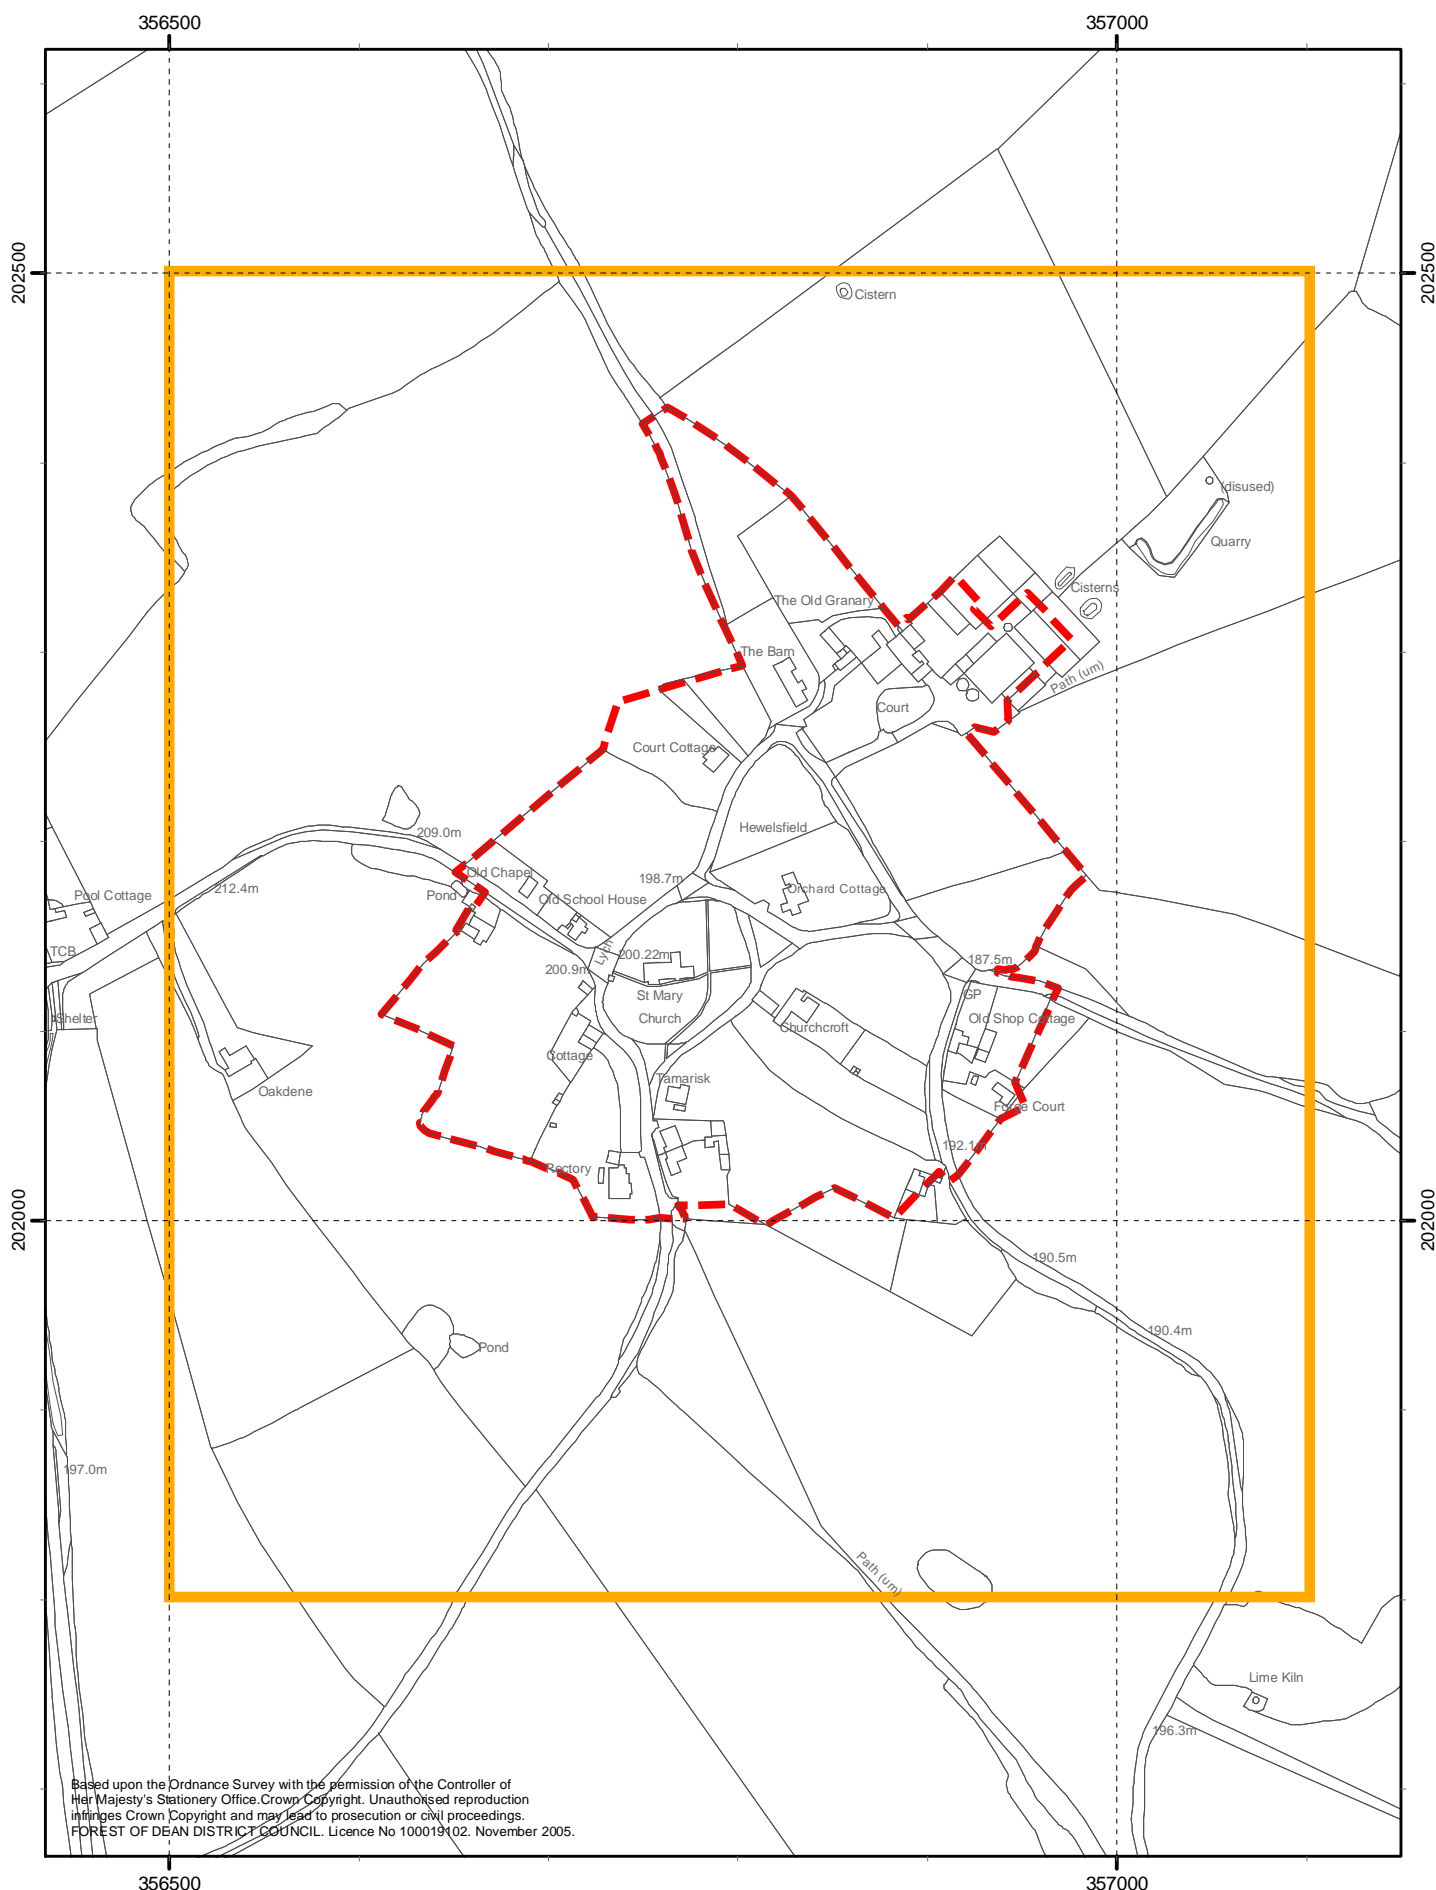 356500
357000
202500
202500
Cistern
(disused)
Quarry
Cisterns
The Old Granary
The Barn
Path (um)
Court
Court Cottage
Hewelsfield
209.0m
Old Chapel
198.7m
Orchard Cottage
212.4m
Pool Cottage
Pond
Old School House
TCB
Lych
200.22m
200.9m
187.5m
St Mary
Church
GP
Shelter
Old Shop Cottage
Churchcroft
Cottage
Tamarisk
Oakdene
Forge Court
192.1m
Rectory
202000
202000
190.5m
190.4m
Pond
197.0m
Path (um)
Lime Kiln
196.3m
Based upon the Ordnance Survey with the permission of the Controller of
Her Majesty's Stationery Office.Crown Copyright. Unauthorised reproduction
infringes Crown Copyright and may lead to prosecution or civil proceedings.
FOREST OF DEAN DISTRICT COUNCIL. Licence No 100019102. November 2005.
356500
357000